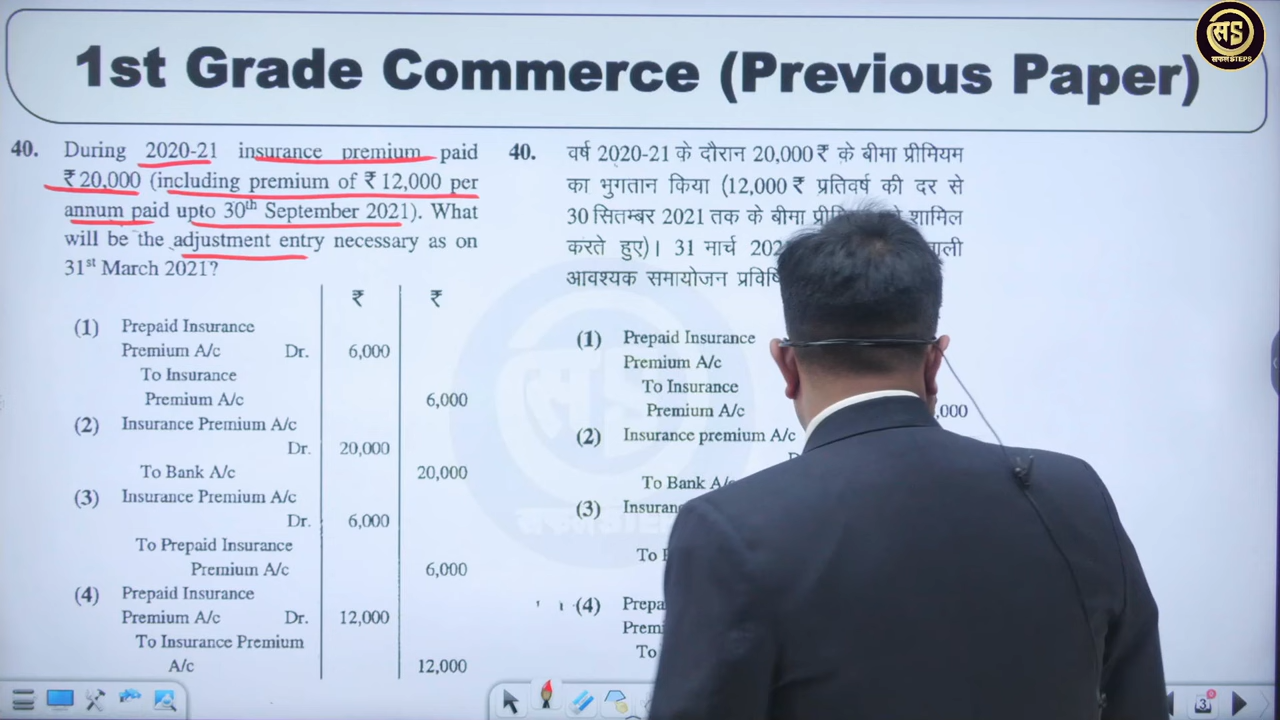 1st Grade Commerce (Previous Paper)
सS
सफलSTEPS
40. During 2020-21 insurance premium paid
₹ 20,000 (including premium of ₹ 12,000 per
annum paid upto 30th September 2021). What
will be the adjustment entry necessary as on
31st March 2021?
₹ ₹
(1) Prepaid Insurance
Premium A/c Dr. 6,000
To Insurance
Premium A/c 6,000
(2) Insurance Premium A/c
Dr. 20,000
To Bank A/c 20,000
(3) Insurance Premium A/c
Dr. 6,000
To Prepaid Insurance
Premium A/c 6,000
(4) Prepaid Insurance
Premium A/c Dr. 12,000
To Insurance Premium
A/c 12,000
40. वर्ष 2020-21 के दौरान 20,000₹ के बीमा प्रीमियम
का भुगतान किया (12,000 ₹ प्रतिवर्ष की दर से
30 सितम्बर 2021 तक के बीमा शामिल
करते हुए)। 31 मार्च
आवश्यक समायोजन
(1) Prepaid Insurance
Premium A/c
To Insurance
Premium A/c ,000
(2) Insurance premium A/c
To Bank A/c
(3)
To
(4)
To
3